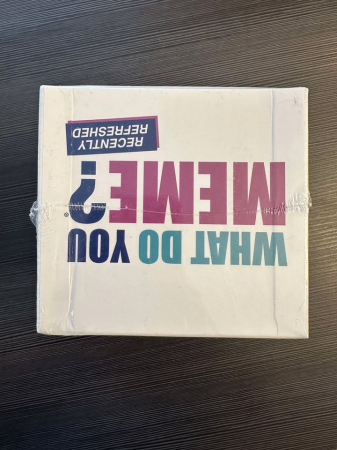 WHAT DO YOU
MEME?®
RECENTLY
REFRESHED